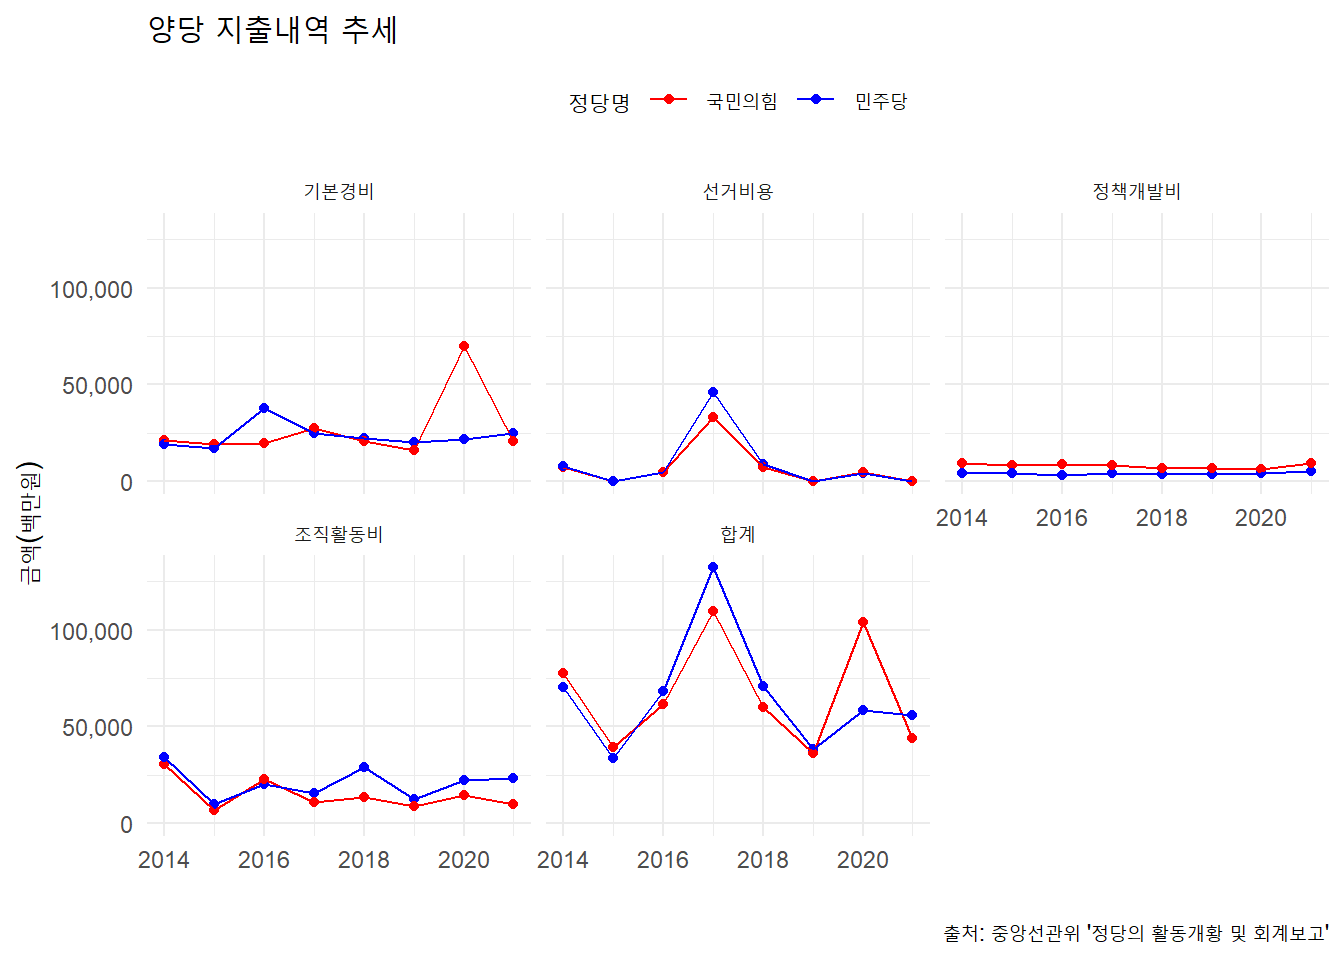 양당 지출내역 추세
정당명 국민의힘 민주당
기본경비 선거비용 정책개발비
100,000
50,000
0
2014 2016 2018 2020
조직활동비 합계
100,000
50,000
0
2014 2016 2018 2020 2014 2016 2018 2020
금액(백만원)
출처: 중앙선관위 '정당의 활동개황 및 회계보고'